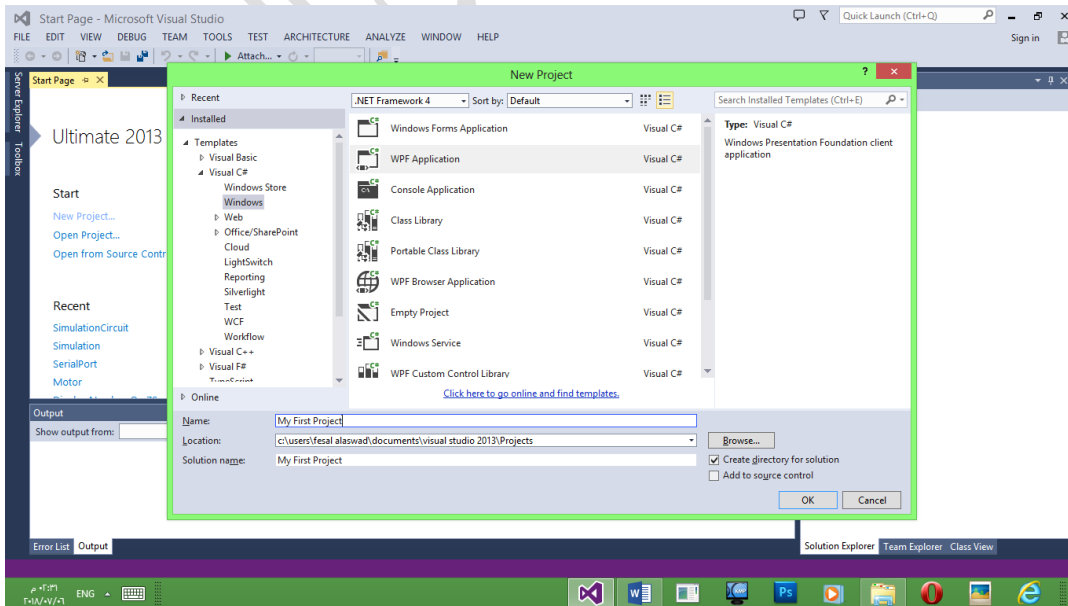 Start Page - Microsoft Visual Studio
Quick Launch (Ctrl+Q)
FILE EDIT VIEW DEBUG TEAM TOOLS TEST ARCHITECTURE ANALYZE WINDOW HELP
Sign in
Attach...
Server Explorer
Toolbox
Start Page
Ultimate 2013
Start
New Project...
Open Project...
Open from Source Contr
Recent
SimulationCircuit
Simulation
SerialPort
Motor
Output
Show output from:
Error List Output
New Project
?
Recent
Installed
Templates
Visual Basic
Visual C#
Windows Store
Windows
Web
Office/SharePoint
Cloud
LightSwitch
Reporting
Silverlight
Test
WCF
Workflow
Visual C++
Visual F#
TypeScript
Online
.NET Framework 4 Sort by: Default
Windows Forms Application Visual C#
WPF Application Visual C#
Console Application Visual C#
Class Library Visual C#
Portable Class Library Visual C#
WPF Browser Application Visual C#
Empty Project Visual C#
Windows Service Visual C#
WPF Custom Control Library Visual C#
Click here to go online and find templates.
Search Installed Templates (Ctrl+E)
Type: Visual C#
Windows Presentation Foundation client
application
Name: My First Project
Location: c:\users\fesal alaswad\documents\visual studio 2013\Projects
Browse...
Solution name: My First Project
Create directory for solution
Add to source control
OK Cancel
Solution Explorer Team Explorer Class View
٠٢:٣١ م
٢٠١٨/٠٧/٠٦
ENG